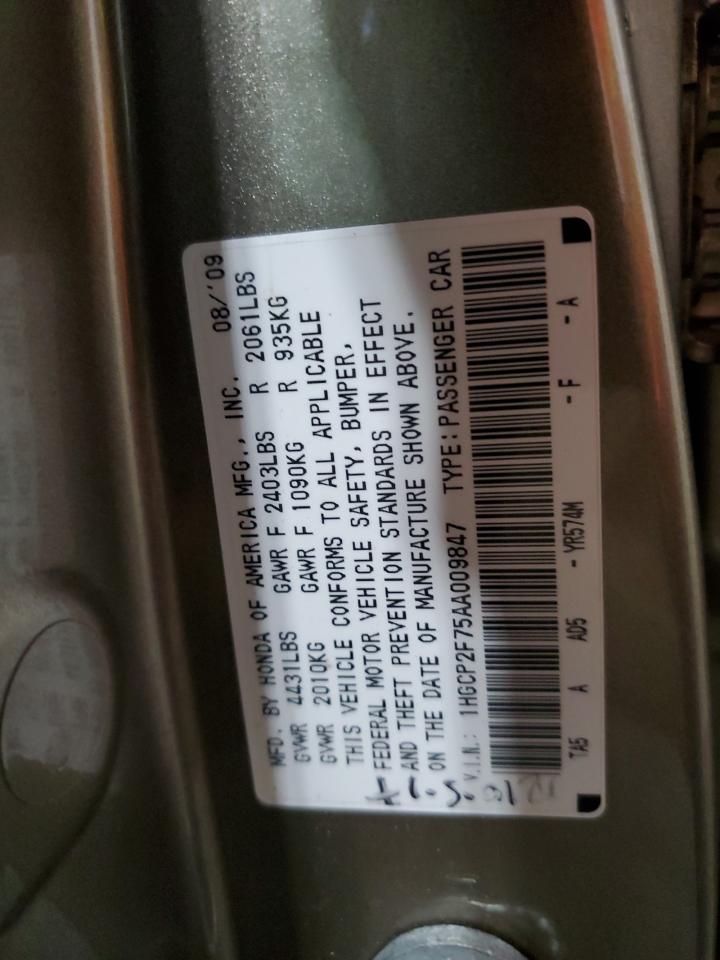 MFD. BY HONDA OF AMERICA MFG., INC. 08/'09
GVWR 4431LBS GAWR F 2403LBS R 2061LBS
GVWR 2010KG GAWR F 1090KG R 935KG
THIS VEHICLE CONFORMS TO ALL APPLICABLE
FEDERAL MOTOR VEHICLE SAFETY, BUMPER,
AND THEFT PREVENTION STANDARDS IN EFFECT
ON THE DATE OF MANUFACTURE SHOWN ABOVE.
V.I.N.: 1HGCP2F75AA009847 TYPE:PASSENGER CAR
TA5 A AD5 - YR574M - F - A